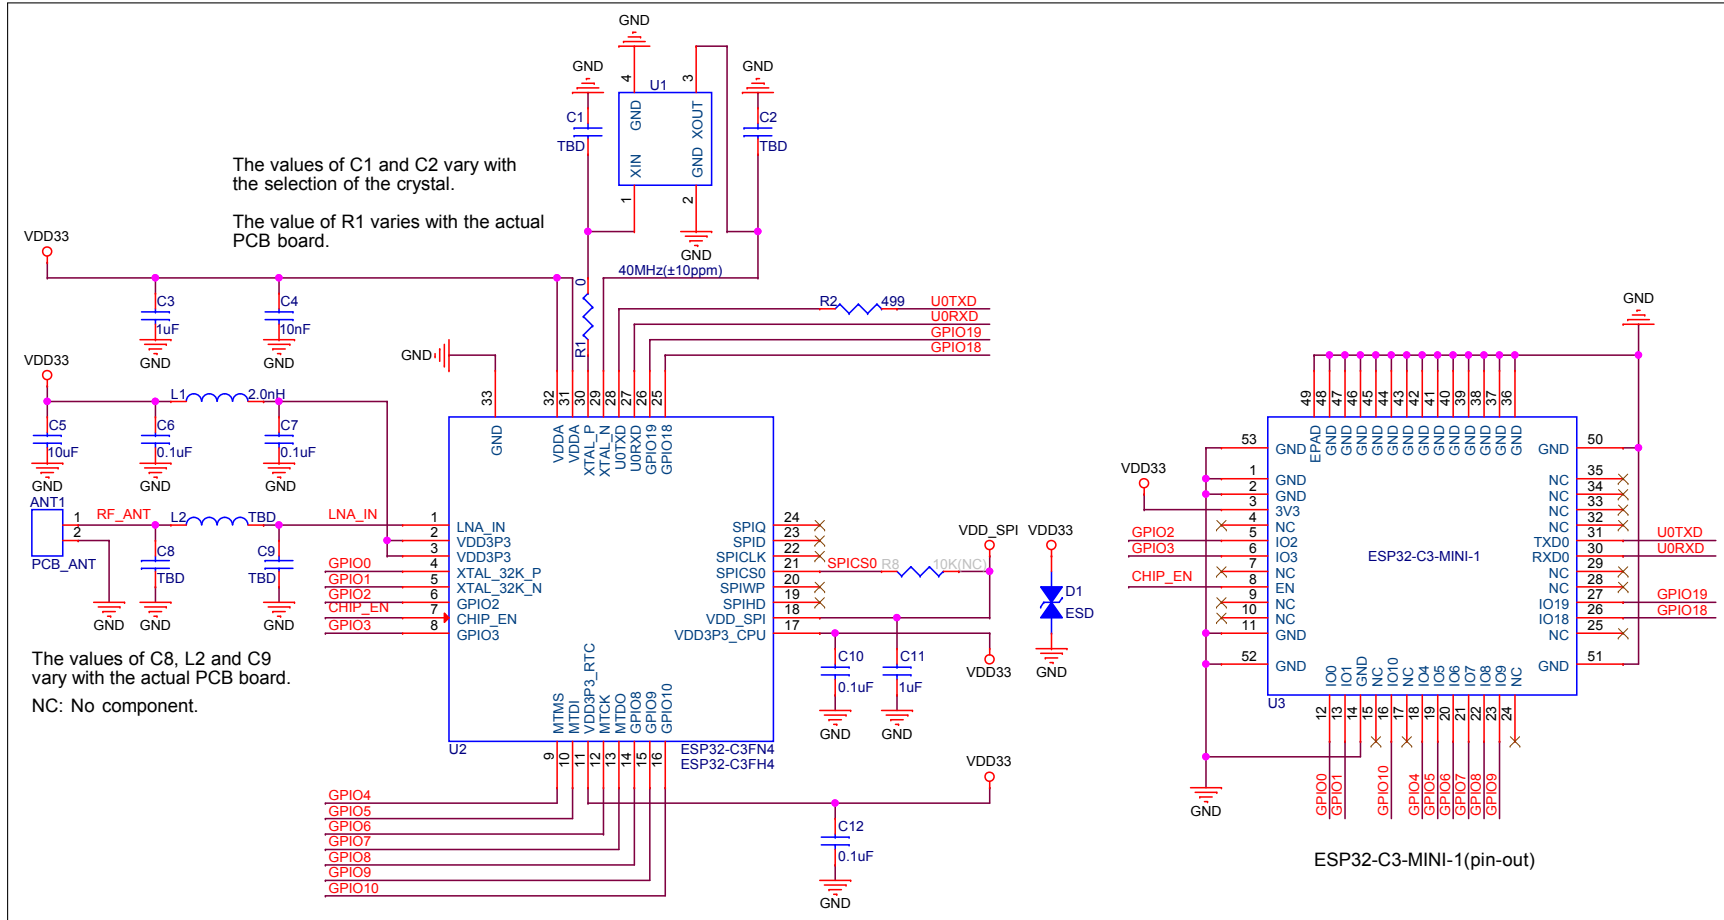 GND
GND
GND
4
3
U1
GND XOUT
XIN
GND
1
2
C1
TBD
C2
TBD
GND
40MHz(±10ppm)
The values of C1 and C2 vary with
the selection of the crystal.
The value of R1 varies with the actual
PCB board.
VDD33
C3
1uF
GND
C4
10nF
GND
R1
0
R2
499
U0TXD
U0RXD
GPIO19
GPIO18
VDD33
L1
2.0nH
C5
10uF
GND
C6
0.1uF
GND
C7
0.1uF
GND
GND
33
32
31
30
29
28
27
26
25
GND
VDDA
VDDA
XTAL_P
XTAL_N
U0TXD
U0RXD
GPIO19
GPIO18
ANT1
1
2
PCB_ANT
RF_ANT
L2
TBD
LNA_IN
C8
TBD
C9
TBD
GND
GND
GND
GPIO0
GPIO1
GPIO2
CHIP_EN
GPIO3
1 LNA_IN
2 VDD3P3
3 VDD3P3
4 XTAL_32K_P
5 XTAL_32K_N
6 GPIO2
7 CHIP_EN
8 GPIO3
SPIQ 24
SPID 23
SPICLK 22
SPICS0 21
SPIWP 20
SPIHD 19
VDD_SPI 18
VDD3P3_CPU 17
SPICS0
R8
10K(NC)
VDD_SPI
VDD33
D1
ESD
GND
C10
0.1uF
GND
C11
1uF
GND
VDD33
The values of C8, L2 and C9
vary with the actual PCB board.
NC: No component.
MTMS
MTDI
VDD3P3_RTC
MTCK
MTDO
GPIO8
GPIO9
GPIO10
9
10
11
12
13
14
15
16
U2
ESP32-C3FN4
ESP32-C3FH4
GPIO4
GPIO5
GPIO6
GPIO7
GPIO8
GPIO9
GPIO10
VDD33
C12
0.1uF
GND
GND
49
48
47
46
45
44
43
42
41
40
39
38
37
36
EPAD
GND
GND
GND
GND
GND
GND
GND
GND
GND
GND
GND
GND
GND
VDD33
GPIO2
GPIO3
CHIP_EN
53 GND
1 GND
2 GND
3 3V3
4 NC
5 IO2
6 IO3
7 NC
8 EN
9 NC
10 NC
11 GND
52 GND
ESP32-C3-MINI-1
GND 50
NC 35
NC 34
NC 33
NC 32
TXD0 31
RXD0 30
NC 29
NC 28
IO19 27
IO18 26
NC 25
GND 51
U0TXD
U0RXD
GPIO19
GPIO18
IO0
IO1
GND
NC
IO10
NC
IO4
IO5
IO6
IO7
IO8
IO9
NC
U3
12
13
14
15
16
17
18
19
20
21
22
23
24
GND
GPIO0
GPIO1
GPIO10
GPIO4
GPIO5
GPIO6
GPIO7
GPIO8
GPIO9
ESP32-C3-MINI-1(pin-out)